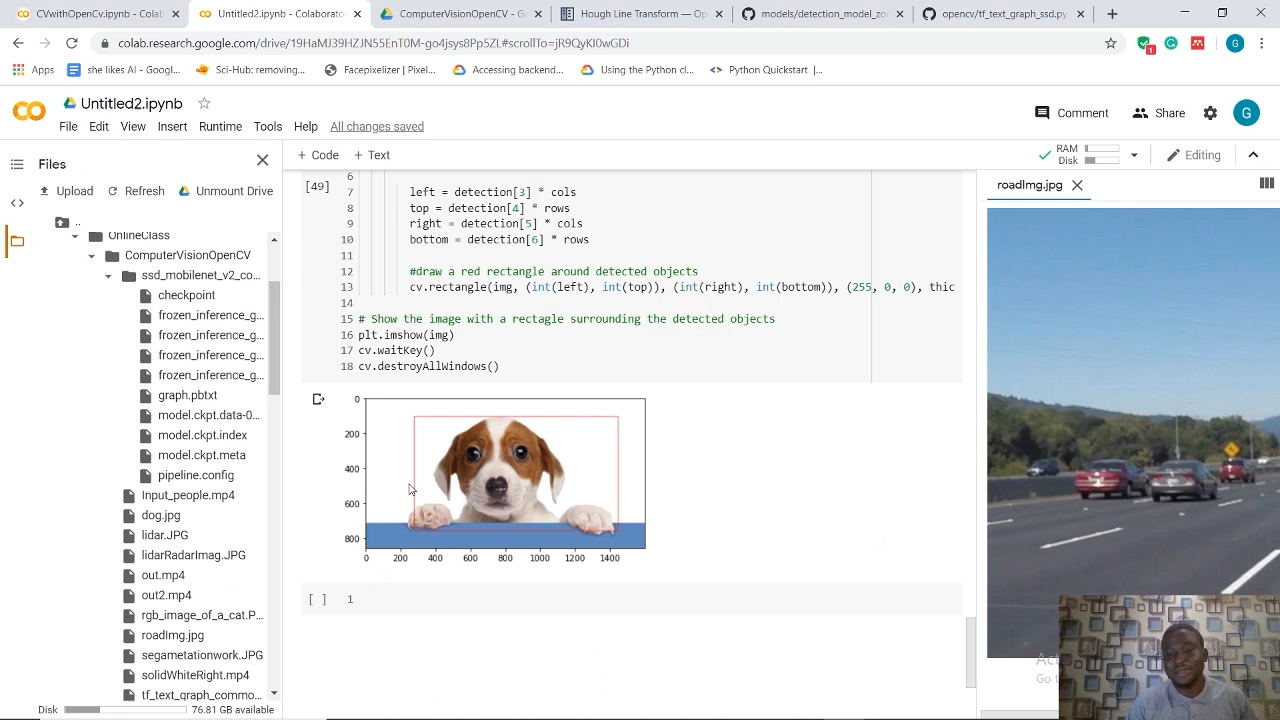 CVwithOpenCv.ipynb - Colaborato
Untitled2.ipynb - Colaborator
ComputerVisionOpenCV - G
Hough Line Transform — Op
models/detection_model_zo
opencv/tf_text_graph_ssd.py
colab.research.google.com/drive/19HaMJ39HZJN55EnT0M-go4jsys8Pp5ZL#scrollTo=jR9QyKI0wGDi
1
G
Apps
she likes AI - Googl...
Sci-Hub: removing...
Facepixelizer | Pixel...
Accessing backend...
Using the Python cl...
Python Quickstart |...
Untitled2.ipynb
File Edit View Insert Runtime Tools Help All changes saved
Comment Share G
Files
+ Code + Text
RAM
Disk
Editing
Upload Refresh Unmount Drive
..
OnlineClass
ComputerVisionOpenCV
ssd_mobilenet_v2_co...
checkpoint
frozen_inference_g...
frozen_inference_g...
frozen_inference_g...
frozen_inference_g...
graph.pbtxt
model.ckpt.data-0...
model.ckpt.index
model.ckpt.meta
pipeline.config
Input_people.mp4
dog.jpg
lidar.JPG
lidarRadarImag.JPG
out.mp4
out2.mp4
rgb_image_of_a_cat.P...
roadImg.jpg
segametationwork.JPG
solidWhiteRight.mp4
tf_text_graph_commo...
Disk 76.81 GB available
[49]
6
7 left = detection[3] * cols
8 top = detection[4] * rows
9 right = detection[5] * cols
10 bottom = detection[6] * rows
11
12 #draw a red rectangle around detected objects
13 cv.rectangle(img, (int(left), int(top)), (int(right), int(bottom)), (255, 0, 0), thic
14
15 # Show the image with a rectagle surrounding the detected objects
16 plt.imshow(img)
17 cv.waitKey()
18 cv.destroyAllWindows()
0
200
400
600
800
0 200 400 600 800 1000 1200 1400
[ ] 1
roadImg.jpg
Go t